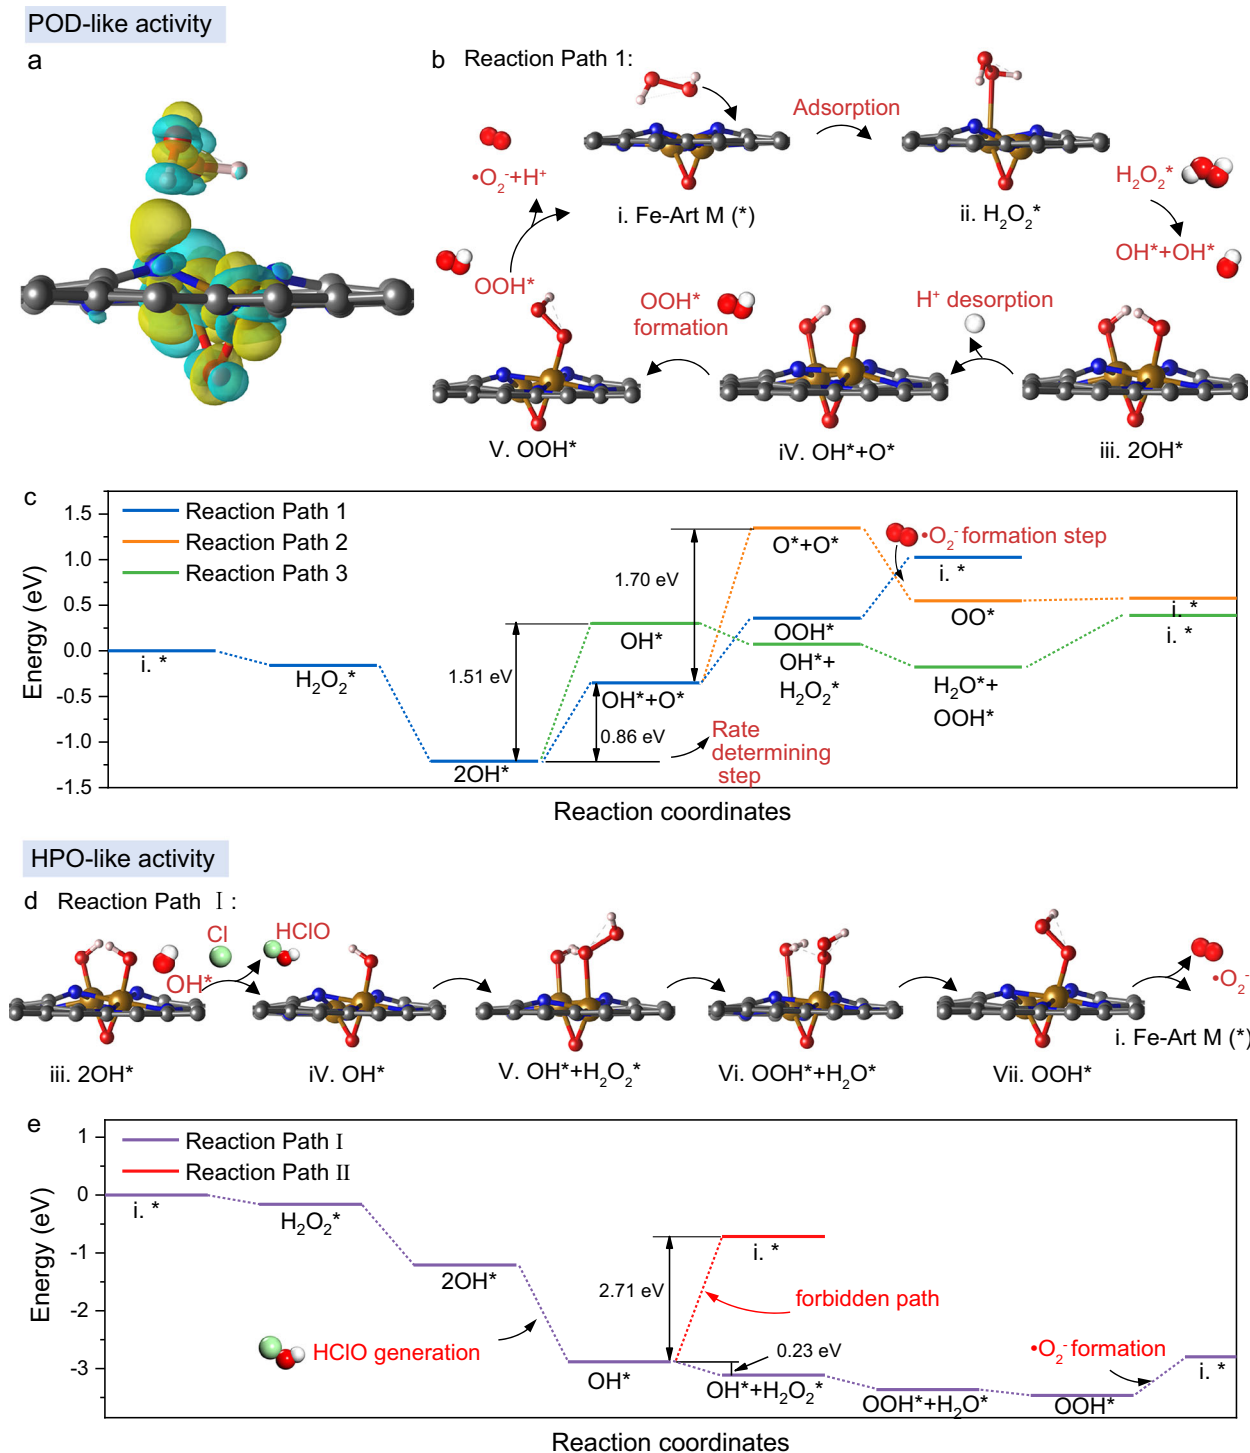 POD-like activity
a
b Reaction Path 1:
Adsorption
•O₂⁻+H⁺
i. Fe-Art M (*)
ii. H₂O₂*
H₂O₂*
OH*+OH*
OOH*
OOH*
formation
H⁺ desorption
V. OOH*
iV. OH*+O*
iii. 2OH*
c
Energy (eV)
1.5
1.0
0.5
0.0
-0.5
-1.0
-1.5
Reaction Path 1
Reaction Path 2
Reaction Path 3
i. *
H₂O₂*
2OH*
1.51 eV
OH*
OH*+O*
0.86 eV
Rate
determining
step
1.70 eV
O*+O*
OOH*
OH*+
H₂O₂*
•O₂⁻ formation step
i. *
OO*
H₂O*+
OOH*
i. *
i. *
Reaction coordinates
HPO-like activity
d Reaction Path I :
OH*
Cl
HClO
•O₂⁻
iii. 2OH*
iV. OH*
V. OH*+H₂O₂*
Vi. OOH*+H₂O*
Vii. OOH*
i. Fe-Art M (*)
e
Energy (eV)
1
0
-1
-2
-3
Reaction Path I
Reaction Path II
i. *
H₂O₂*
2OH*
HClO generation
OH*
2.71 eV
i. *
forbidden path
0.23 eV
OH*+H₂O₂*
OOH*+H₂O*
OOH*
•O₂⁻ formation
i. *
Reaction coordinates